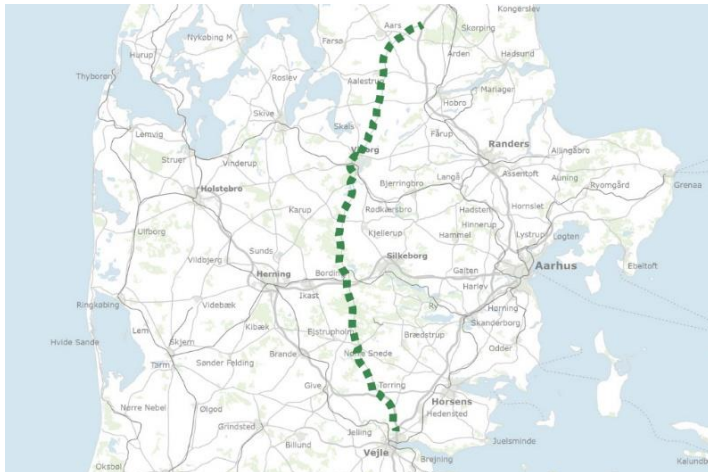 Kongerslev
Nykøbing M
Farsø
Aars
Skørping
Hurup
Arden
Hadsund
Thyborøn
Roslev
Aalestrup
Mariager
Hobro
Lemvig
Skive
Skals
Fårup
Struer
Vinderup
Viborg
Randers
Allingåbro
Bjerringbro
Langå
Assentoft
Auning
Ryomgård
Grenaa
Holstebro
Karup
Rødkærsbro
Hadsten
Hornslet
Ulfborg
Kjellerup
Hinnerup
Hammel
Lystrup
Løgten
Vildbjerg
Sunds
Silkeborg
Ebeltoft
Herning
Bording
Galten
Aarhus
Ringkøbing
Videbæk
Ikast
Ry
Harlev
Hvide Sande
Lem
Skjern
Kibæk
Ejstrupholm
Brædstrup
Hørning
Skanderborg
Tarm
Sønder Felding
Brande
Nørre Snede
Odder
Nørre Nebel
Ølgod
Give
Tørring
Horsens
Hedensted
Grindsted
Jelling
Juelsminde
Oksbøl
Billund
Vejle
Brejning
Kalundb